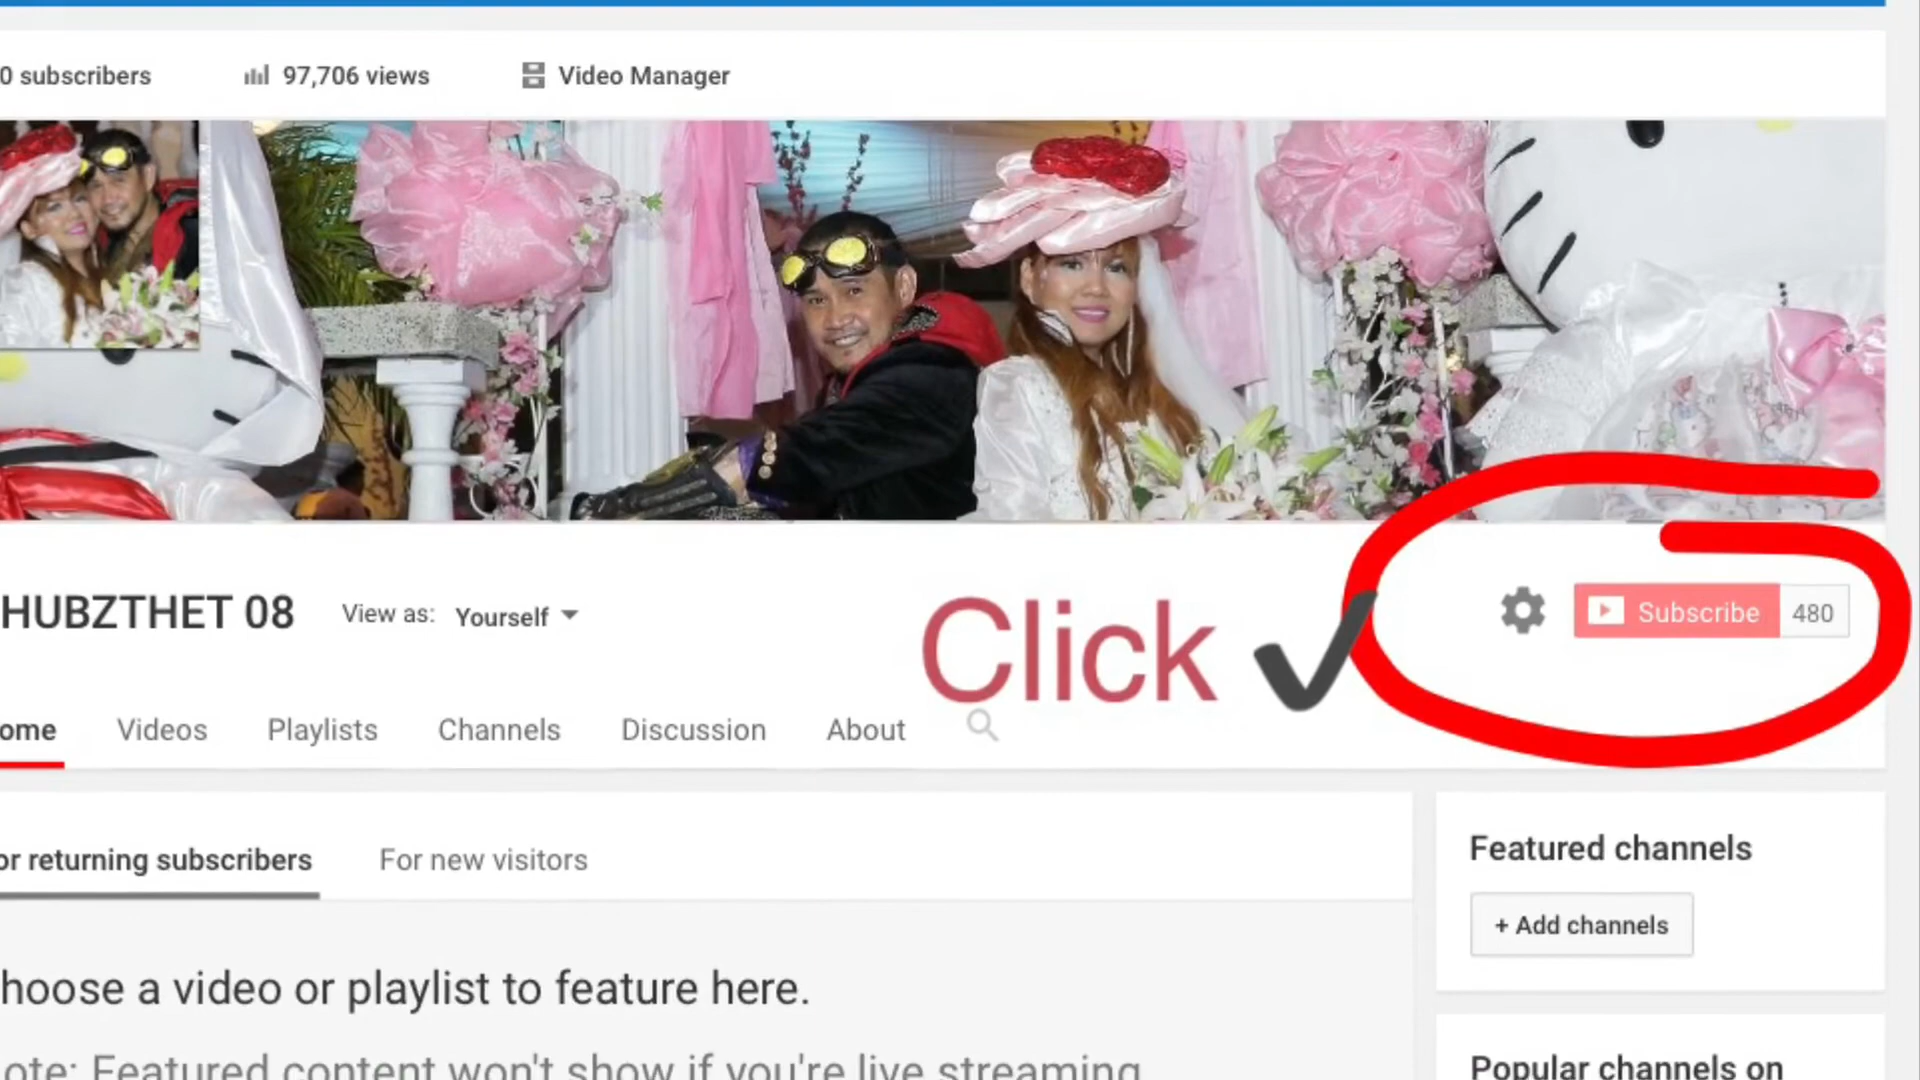 0 subscribers 97,706 views Video Manager
HUBZTHET 08 View as: Yourself Click Subscribe 480
ome Videos Playlists Channels Discussion About
or returning subscribers For new visitors
Featured channels
+ Add channels
hoose a video or playlist to feature here.
ote: Featured content won't show if you're live streaming
Popular channels on